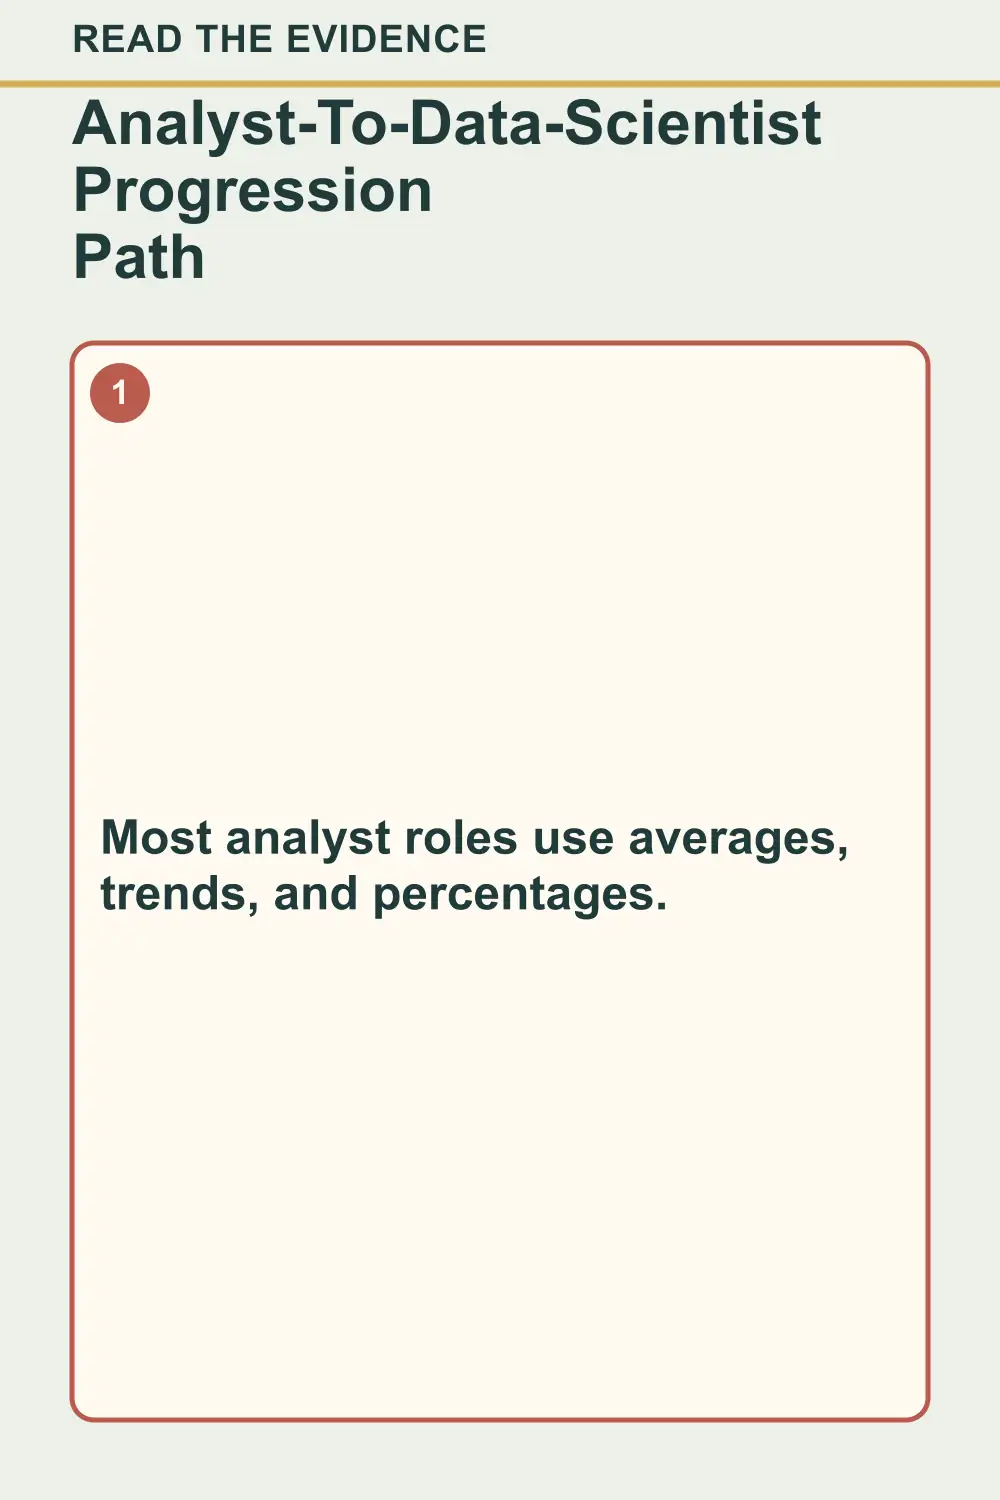 READ THE EVIDENCE
Analyst-To-Data-Scientist
Progression
Path
1
Most analyst roles use averages,
trends, and percentages.